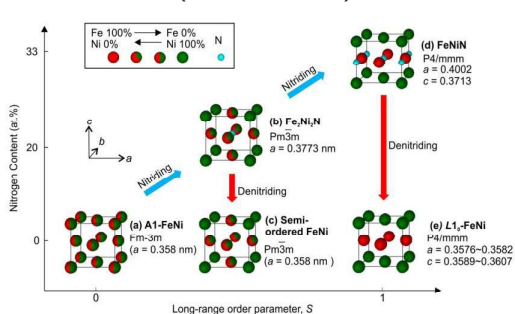 Fe 100% Fe 0%
Ni 0% Ni 100%
N
Nitrogen Content (at.%)
33
20
0
c
b
a
Nitriding
Nitriding
Denitriding
Denitriding
(d) FeNiN
P4/mmm
a = 0.4002
c = 0.3713
(b) Fe₂Ni₂N
Pm3̅m
a = 0.3773 nm
(a) A1-FeNi
Fm-3m
(a = 0.358 nm)
(c) Semi-
ordered FeNi
Pm3̅m
(a = 0.358 nm )
(e) L1₀-FeNi
P4/mmm
a = 0.3576~0.3582
c = 0.3589~0.3607
0
1
Long-range order parameter, S